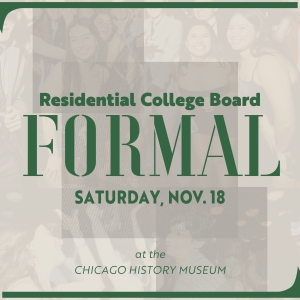 Residential College Board
FORMAL
SATURDAY, NOV. 18
at the
CHICAGO HISTORY MUSEUM